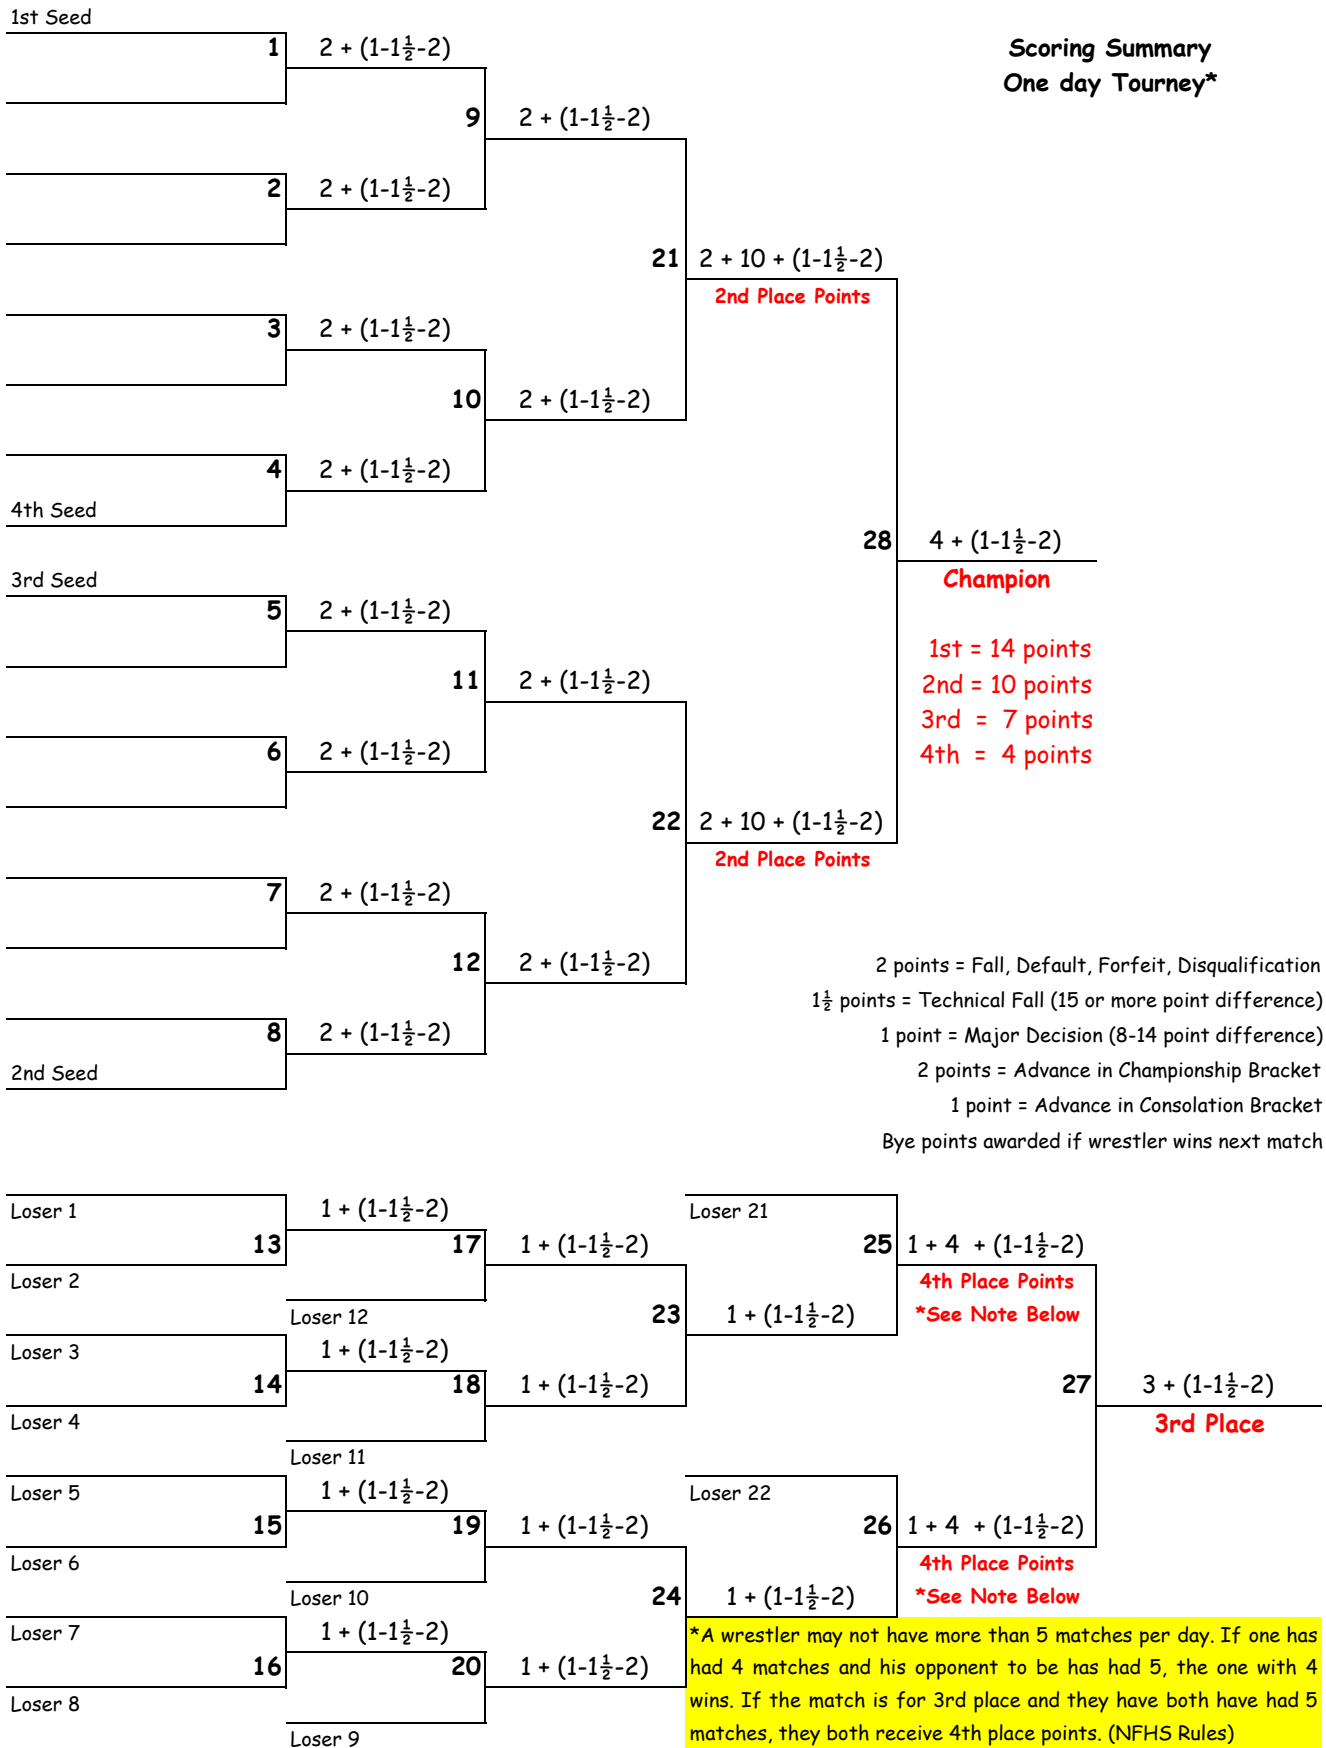 1st Seed
1 2 + (1-1½-2)
Scoring Summary
One day Tourney*
9 2 + (1-1½-2)
2 2 + (1-1½-2)
21 2 + 10 + (1-1½-2)
2nd Place Points
3 2 + (1-1½-2)
10 2 + (1-1½-2)
4 2 + (1-1½-2)
4th Seed
28 4 + (1-1½-2)
Champion
3rd Seed
5 2 + (1-1½-2)
1st = 14 points
11 2 + (1-1½-2)
2nd = 10 points
3rd = 7 points
6 2 + (1-1½-2)
4th = 4 points
22 2 + 10 + (1-1½-2)
2nd Place Points
7 2 + (1-1½-2)
12 2 + (1-1½-2)
2 points = Fall, Default, Forfeit, Disqualification
1½ points = Technical Fall (15 or more point difference)
8 2 + (1-1½-2)
1 point = Major Decision (8-14 point difference)
2nd Seed
2 points = Advance in Championship Bracket
1 point = Advance in Consolation Bracket
Bye points awarded if wrestler wins next match
Loser 1 1 + (1-1½-2) Loser 21
13 17 1 + (1-1½-2) 25 1 + 4 + (1-1½-2)
Loser 2 4th Place Points
Loser 12 23 1 + (1-1½-2) *See Note Below
Loser 3 1 + (1-1½-2)
14 18 1 + (1-1½-2) 27 3 + (1-1½-2)
Loser 4 3rd Place
Loser 11
Loser 5 1 + (1-1½-2) Loser 22
15 19 1 + (1-1½-2) 26 1 + 4 + (1-1½-2)
Loser 6 4th Place Points
Loser 10 24 1 + (1-1½-2) *See Note Below
Loser 7 1 + (1-1½-2)
16 20 1 + (1-1½-2)
Loser 8
Loser 9
*A wrestler may not have more than 5 matches per day. If one has
had 4 matches and his opponent to be has had 5, the one with 4
wins. If the match is for 3rd place and they have both have had 5
matches, they both receive 4th place points. (NFHS Rules)